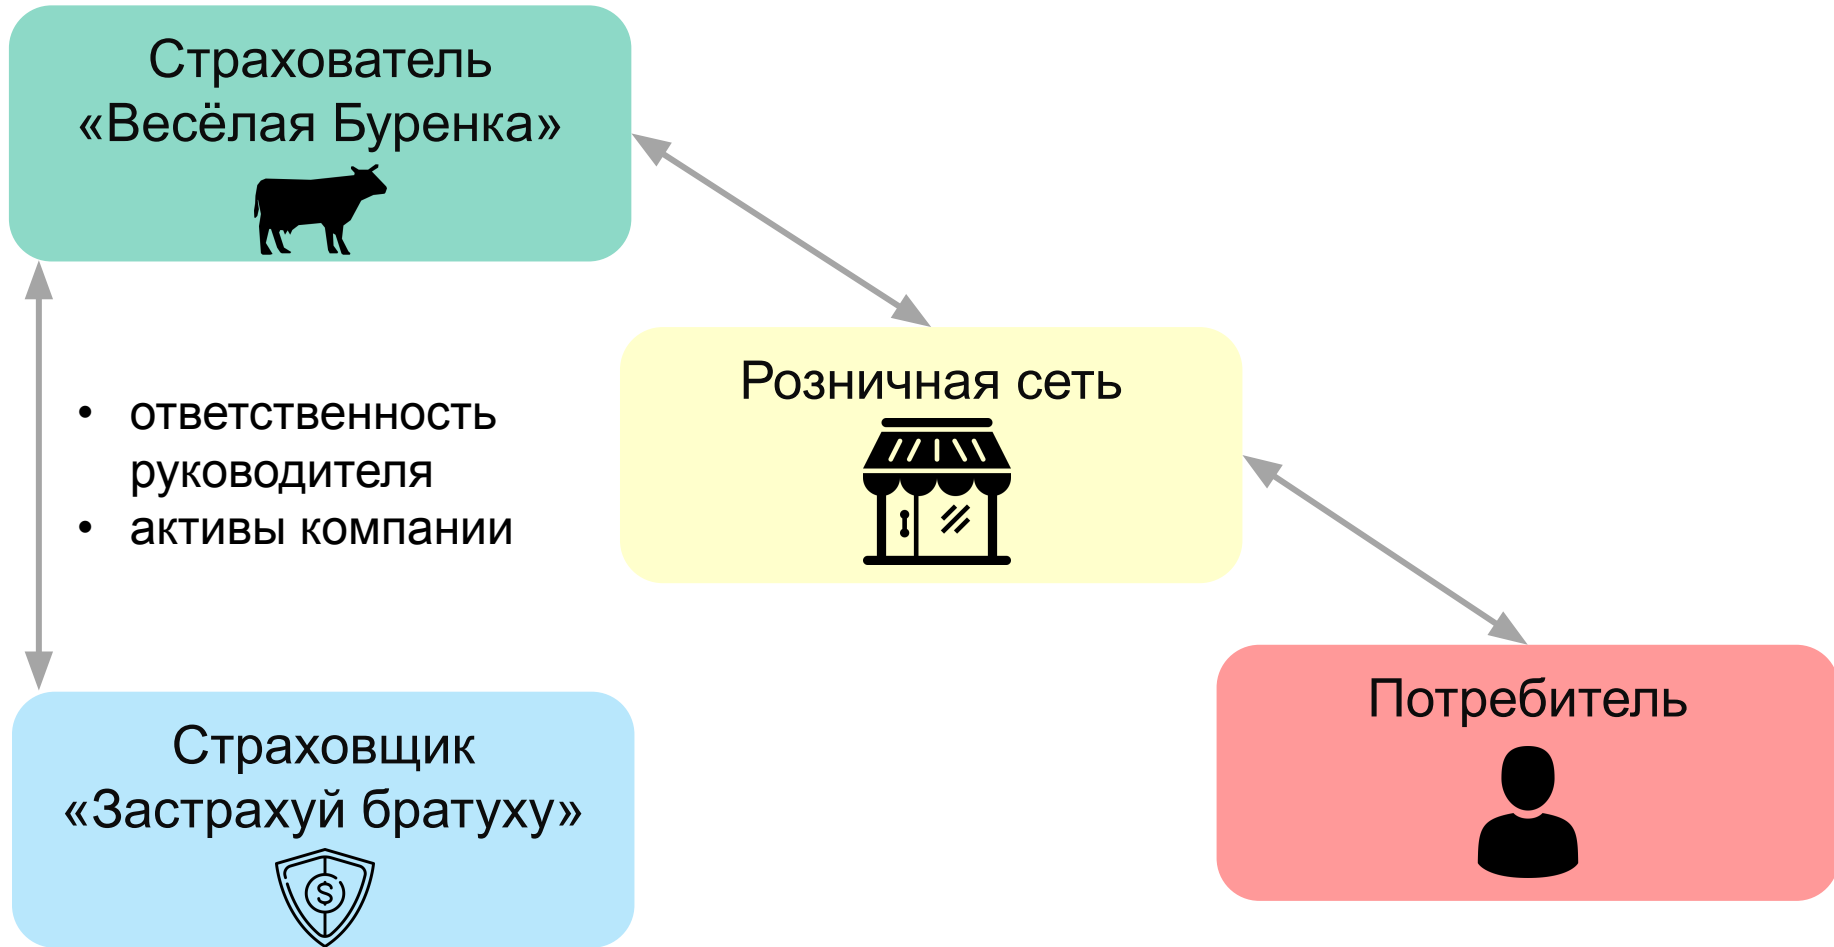 Страхователь
«Весёлая Буренка»
• ответственность
руководителя
• активы компании
Розничная сеть
Страховщик
«Застрахуй братуху»
Потребитель